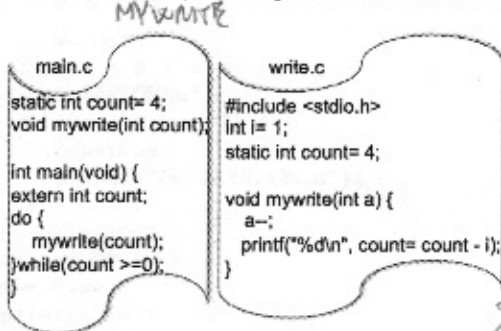 MYWRITE
main.c
static int count= 4;
void mywrite(int count);
int main(void) {
extern int count;
do {
mywrite(count);
}while(count >=0);
}
write.c
#include <stdio.h>
int i= 1;
static int count= 4;
void mywrite(int a) {
a--;
printf("%d\n", count= count - i);
}